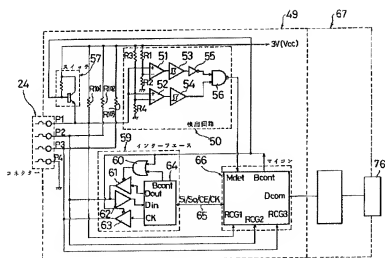 49
67
スイッチ
57
R3
R1
51
53
55
3V(Vcc)
24
R2
52
54
56
P1
P2
P3
P4
R4
検出回路
50
コネクター
59
インターフェース
60
64
66
マイコン
76
Bcont
61
Dout
Din
62
63
CK
Si/So/CE/CK
65
Mdet
Bcont
Dcom
RCG1
RCG2
RCG3